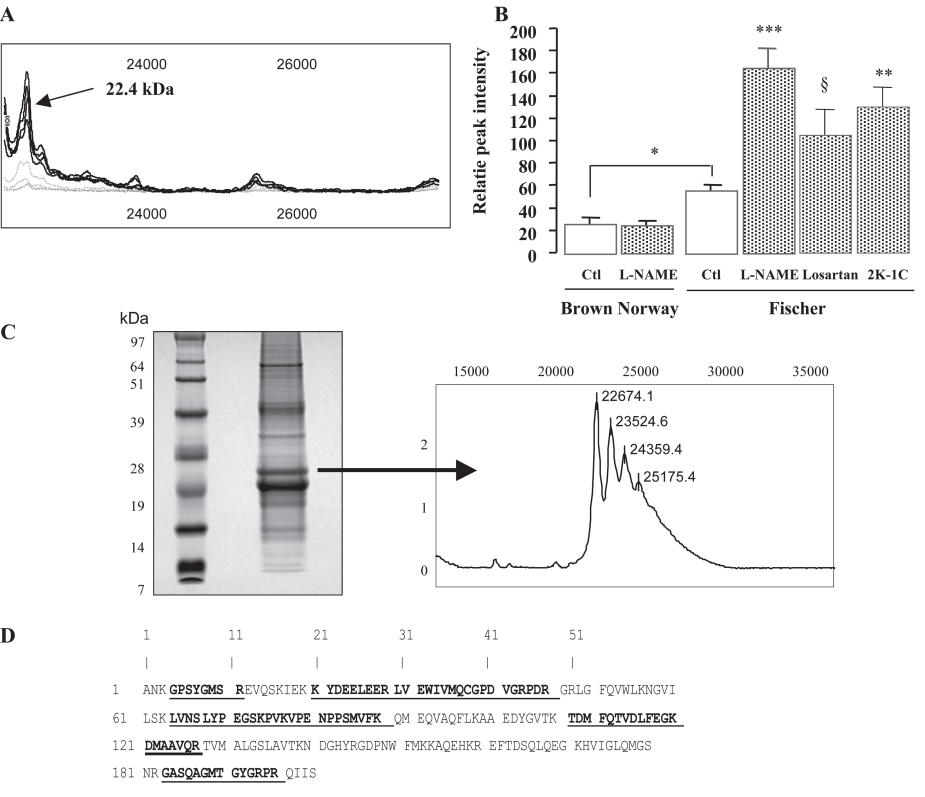 A
24000 26000
22.4 kDa
24000 26000
B
Relatie peak intensity
200
180
160
140
120
100
80
60
40
20
0
*
***
§
**
Ctl L-NAME Ctl L-NAME Losartan 2K-1C
Brown Norway Fischer
C
kDa
97
64
51
39
28
19
14
7
15000 20000 25000 30000 35000
2
1
0
22674.1
23524.6
24359.4
25175.4
D
1 11 21 31 41 51
1 ANK GPSYGMS REVQSKIEK K YDEELEER LV EWIVMQCGPD VGRPDR GRLG FQVWLKNGVI
61 LSK LVNS LYP EGSKPVKVPE NPPSMVFK QM EQVAQFLKAA EDYGVTK TDM FQTVDLFEGK
121 DMAAVQR TVM ALGSLAVTKN DGHYRGDPNW FMKKAQEHKR EFTDSQLQEG KHVIGLQMGS
181 NR GASQAGMT GYGRPR QIIS